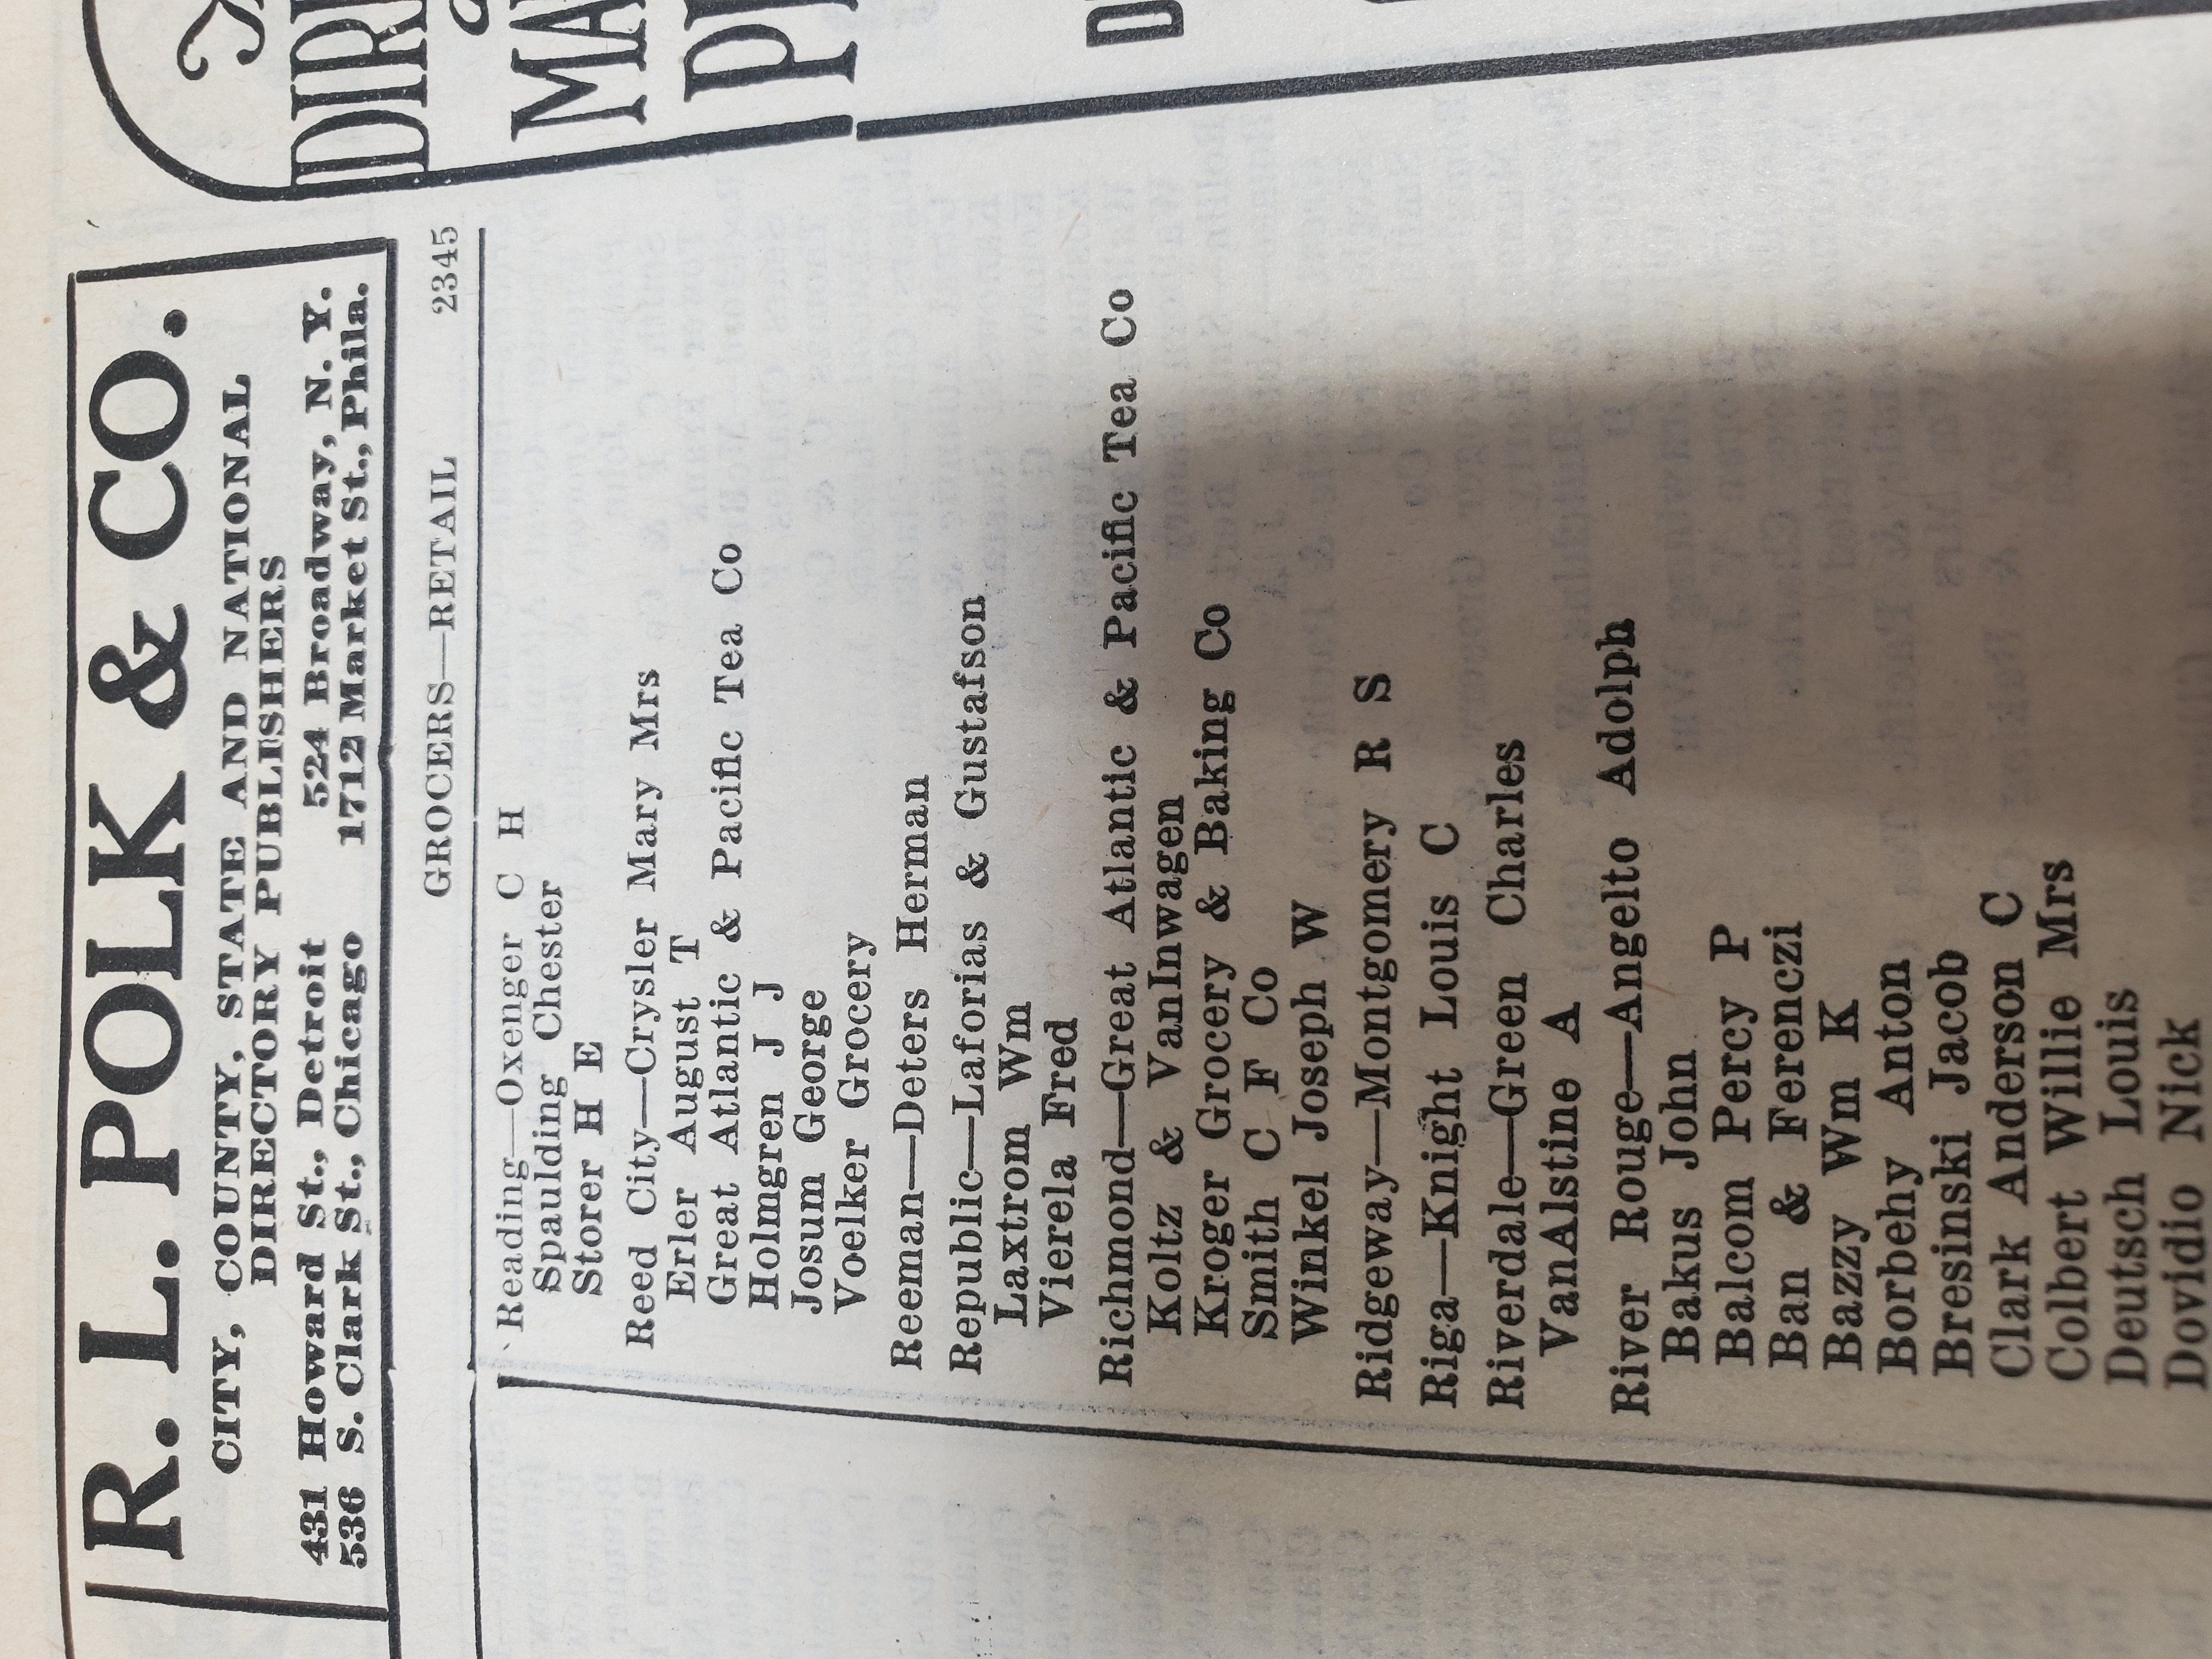 R. L. POLK & CO.
CITY, COUNTY, STATE AND NATIONAL
DIRECTORY PUBLISHERS
431 Howard St., Detroit 524 Broadway, N. Y.
536 S. Clark St., Chicago 1712 Market St., Phila.
GROCERS—RETAIL 2345
Reading—Oxenger C H
Spaulding Chester
Storer H E
Reed City—Crysler Mary Mrs
Erler August T
Great Atlantic & Pacific Tea Co
Holmgren J J
Josum George
Voelker Grocery
Reeman—Deters Herman
Republic—Laforias & Gustafson
Laxtrom Wm
Vierela Fred
Richmond—Great Atlantic & Pacific Tea Co
Koltz & VanInwagen
Kroger Grocery & Baking Co
Smith C F Co
Winkel Joseph W
Ridgeway—Montgomery R S
Riga—Knight Louis C
Riverdale—Green Charles
VanAlstine A
River Rouge—Angelto Adolph
Bakus John
Balcom Percy P
Ban & Ferenczi
Bazzy Wm K
Borbehy Anton
Bresinski Jacob
Clark Anderson C
Colbert Willie Mrs
Deutsch Louis
Dovidio Nick